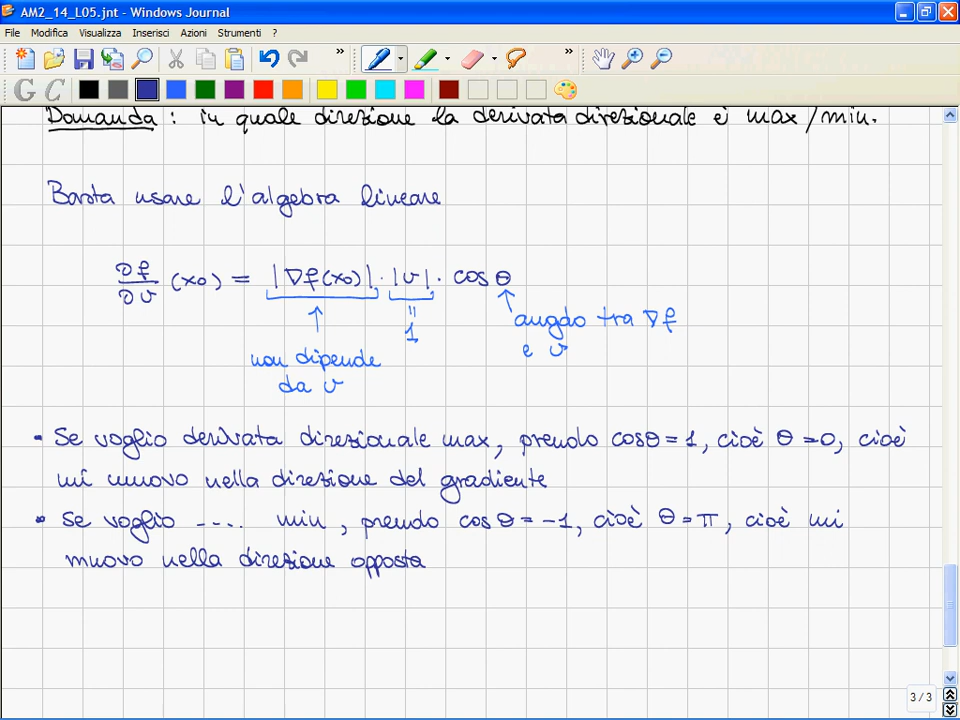 AM2_14_L05.jnt - Windows Journal
File Modifica Visualizza Inserisci Azioni Strumenti ?
» »
G C
Domanda : in quale direzione la derivata direzionale è max/min.
Basta usare l'algebra lineare
∂f/∂v (x0) = |∇f(x0)| · |v| · cos θ
angolo tra ∇f
e v
"
1
non dipende
da v
• Se voglio derivata direzionale max, prendo cosθ = 1, cioè θ = 0, cioè
mi muovo nella direzione del gradiente
• Se voglio ---- min, prendo cosθ = -1, cioè θ = π, cioè mi
muovo nella direzione opposta
3 / 3